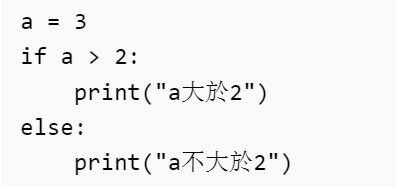 a = 3
if a > 2:
    print("a大於2")
else:
    print("a不大於2")